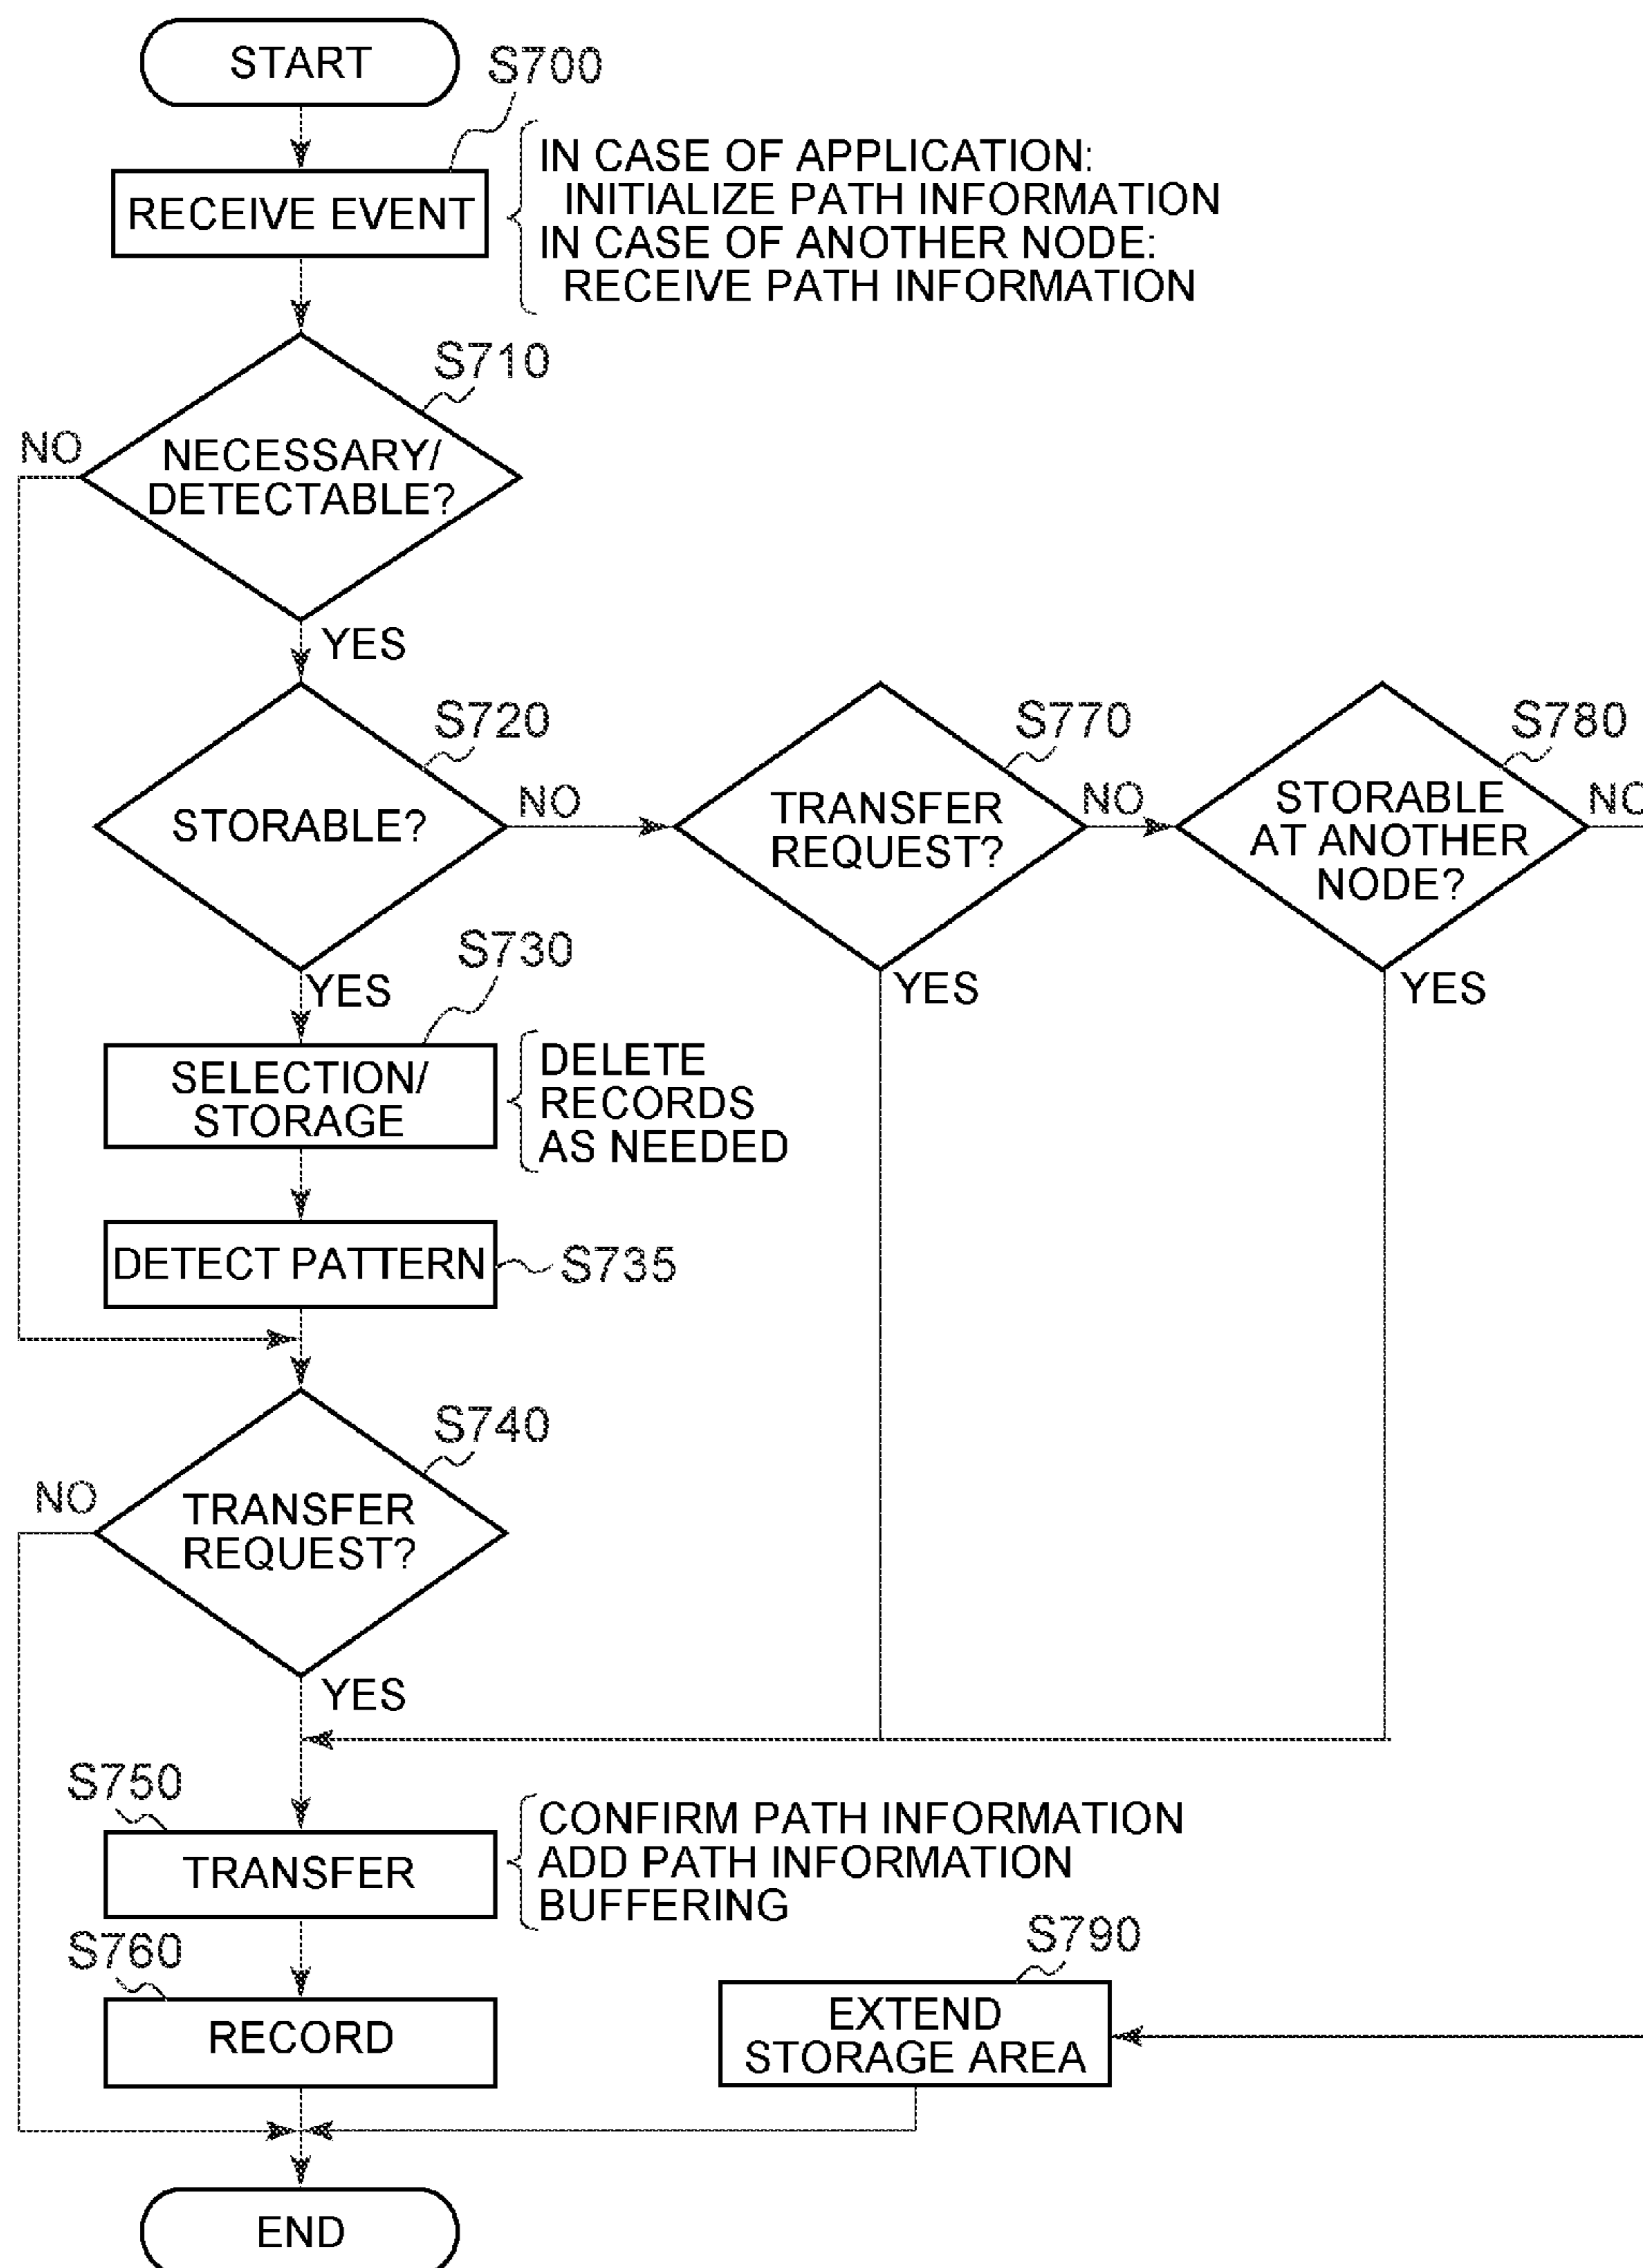 START
S700
RECEIVE EVENT
IN CASE OF APPLICATION:
INITIALIZE PATH INFORMATION
IN CASE OF ANOTHER NODE:
RECEIVE PATH INFORMATION
S710
NO
NECESSARY/
DETECTABLE?
YES
S720
STORABLE?
NO
S770
TRANSFER
REQUEST?
NO
S780
STORABLE
AT ANOTHER
NODE?
NO
YES
YES
YES
S730
SELECTION/
STORAGE
DELETE
RECORDS
AS NEEDED
DETECT PATTERN
S735
S740
NO
TRANSFER
REQUEST?
YES
S750
TRANSFER
CONFIRM PATH INFORMATION
ADD PATH INFORMATION
BUFFERING
S760
RECORD
S790
EXTEND
STORAGE AREA
END